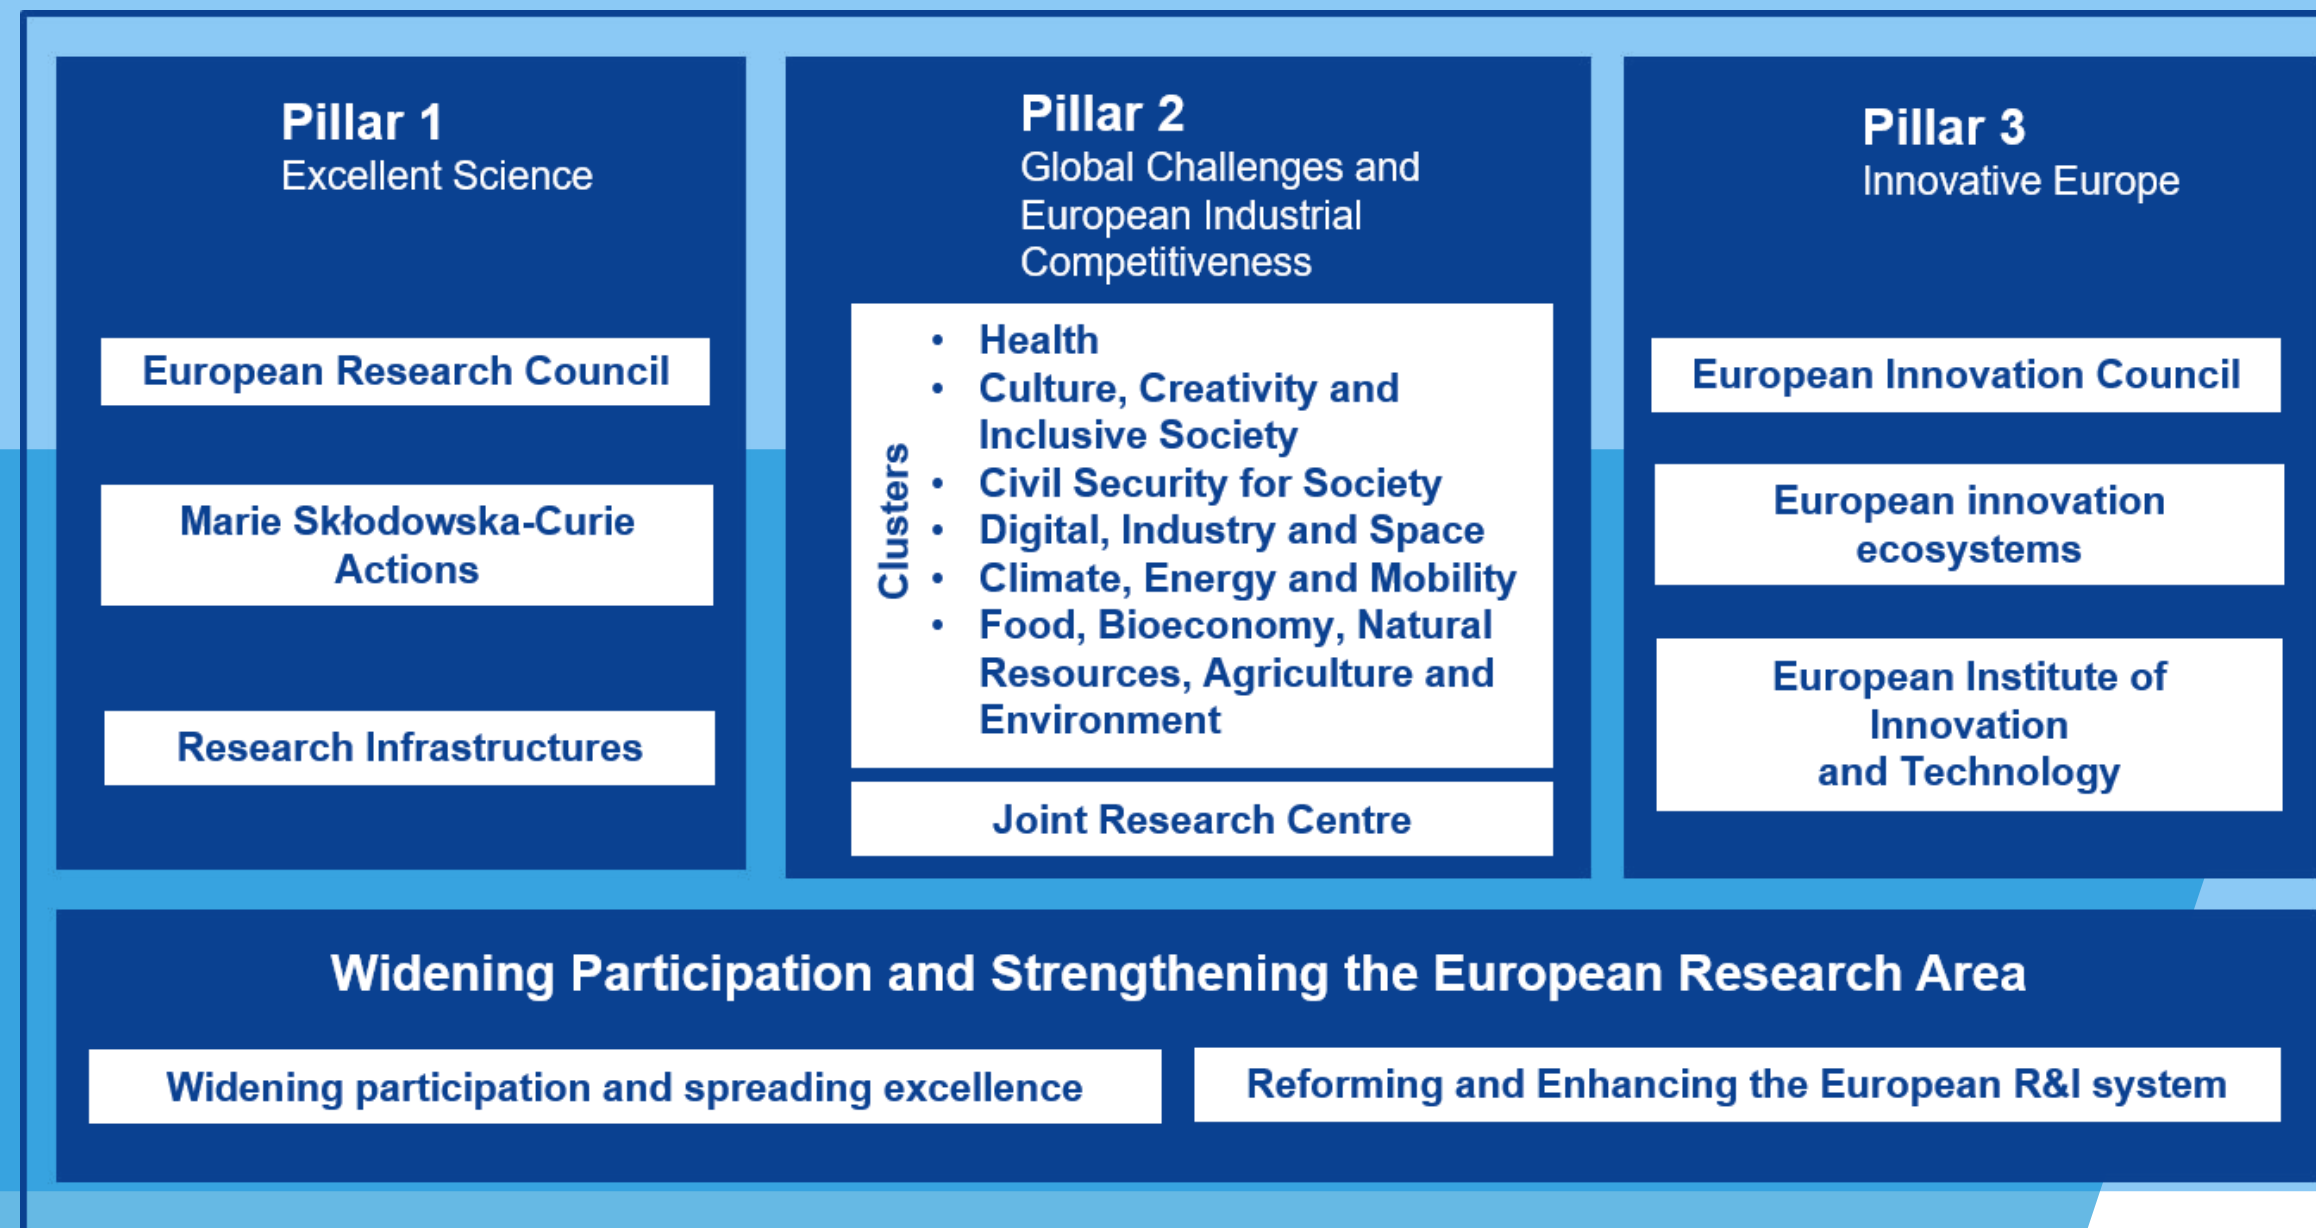 Pillar 1
Excellent Science
European Research Council
Marie Skłodowska-Curie
Actions
Research Infrastructures
Pillar 2
Global Challenges and
European Industrial
Competitiveness
Clusters
• Health
• Culture, Creativity and
Inclusive Society
• Civil Security for Society
• Digital, Industry and Space
• Climate, Energy and Mobility
• Food, Bioeconomy, Natural
Resources, Agriculture and
Environment
Joint Research Centre
Pillar 3
Innovative Europe
European Innovation Council
European innovation
ecosystems
European Institute of
Innovation
and Technology
Widening Participation and Strengthening the European Research Area
Widening participation and spreading excellence
Reforming and Enhancing the European R&I system